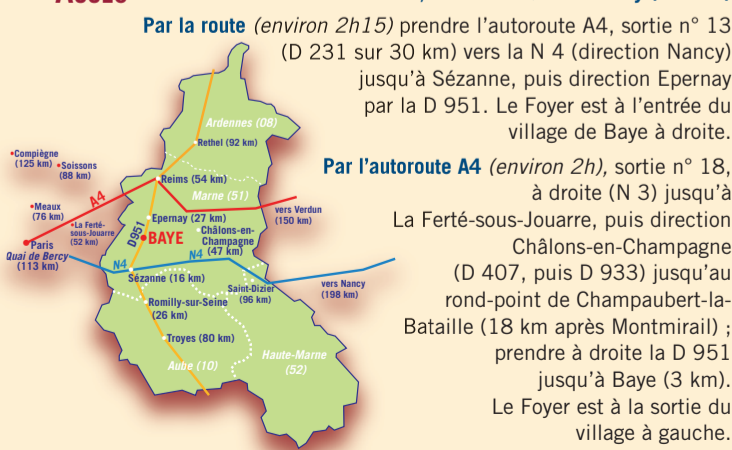 Par la route (environ 2h15) prendre l'autoroute A4, sortie n° 13
(D 231 sur 30 km) vers la N 4 (direction Nancy)
jusqu'à Sézanne, puis direction Epernay
par la D 951. Le Foyer est à l'entrée du
village de Baye à droite.
Par l'autoroute A4 (environ 2h), sortie n° 18,
à droite (N 3) jusqu'à
La Ferté-sous-Jouarre, puis direction
Châlons-en-Champagne
(D 407, puis D 933) jusqu'au
rond-point de Champaubert-la-
Bataille (18 km après Montmirail) ;
prendre à droite la D 951
jusqu'à Baye (3 km).
Le Foyer est à la sortie du
village à gauche.
Ardennes (08)
Rethel (92 km)
Compiègne
(125 km)
Soissons
(88 km)
Reims (54 km)
Marne (51)
A4
Meaux
(76 km)
vers Verdun
(150 km)
Epernay (27 km)
La Ferté-
sous-Jouarre
(52 km)
D951
BAYE
Châlons-en-
Champagne
(47 km)
Paris
Quai de Bercy
(113 km)
N4
N4
Sézanne (16 km)
Saint-Dizier
(96 km)
vers Nancy
(198 km)
Romilly-sur-Seine
(26 km)
Troyes (80 km)
Aube (10)
Haute-Marne
(52)